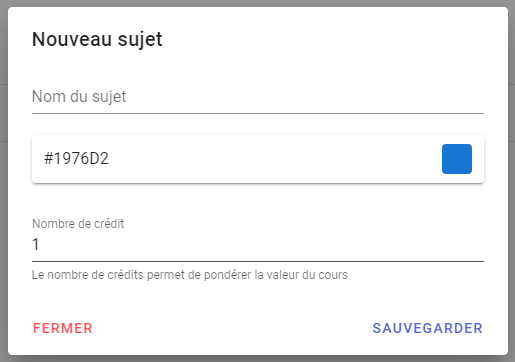 Nouveau sujet
Nom du sujet
#1976D2
Nombre de crédit
1
Le nombre de crédits permet de pondérer la valeur du cours
FERMER
SAUVEGARDER